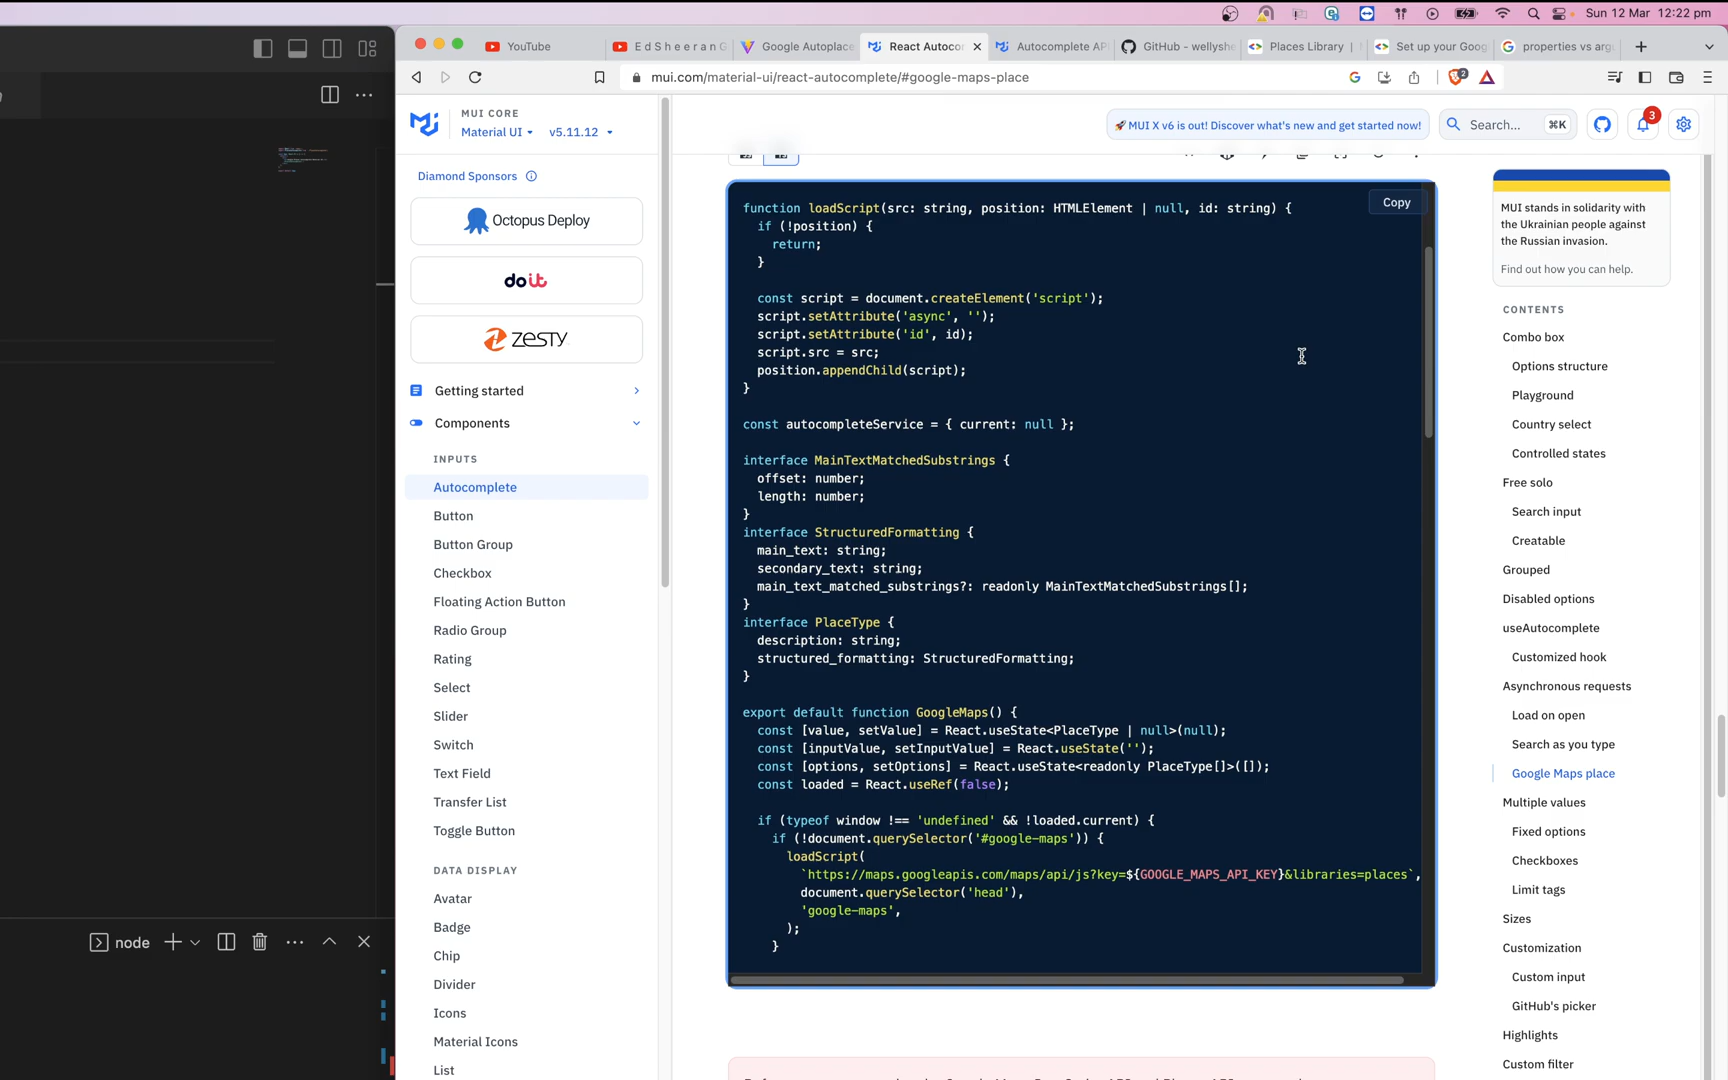 Sun 12 Mar 12:22 pm
YouTube
E d S h e e r a n G
Google Autoplace
React Autocor
Autocomplete AP
GitHub - wellyshe
Places Library |
Set up your Goog
properties vs arg
mui.com/material-ui/react-autocomplete/#google-maps-place
2
MUI CORE
Material UI
v5.11.12
🚀 MUI X v6 is out! Discover what's new and get started now!
Search...
⌘K
3
Diamond Sponsors
Octopus Deploy
doit
ZESTY
Getting started
Components
INPUTS
Autocomplete
Button
Button Group
Checkbox
Floating Action Button
Radio Group
Rating
Select
Slider
Switch
Text Field
Transfer List
Toggle Button
DATA DISPLAY
Avatar
Badge
Chip
Divider
Icons
Material Icons
List
Copy
function loadScript(src: string, position: HTMLElement | null, id: string) {
if (!position) {
return;
}
const script = document.createElement('script');
script.setAttribute('async', '');
script.setAttribute('id', id);
script.src = src;
position.appendChild(script);
}
const autocompleteService = { current: null };
interface MainTextMatchedSubstrings {
offset: number;
length: number;
}
interface StructuredFormatting {
main_text: string;
secondary_text: string;
main_text_matched_substrings?: readonly MainTextMatchedSubstrings[];
}
interface PlaceType {
description: string;
structured_formatting: StructuredFormatting;
}
export default function GoogleMaps() {
const [value, setValue] = React.useState<PlaceType | null>(null);
const [inputValue, setInputValue] = React.useState('');
const [options, setOptions] = React.useState<readonly PlaceType[]>([]);
const loaded = React.useRef(false);
if (typeof window !== 'undefined' && !loaded.current) {
if (!document.querySelector('#google-maps')) {
loadScript(
`https://maps.googleapis.com/maps/api/js?key=${GOOGLE_MAPS_API_KEY}&libraries=places`,
document.querySelector('head'),
'google-maps',
);
}
MUI stands in solidarity with
the Ukrainian people against
the Russian invasion.
Find out how you can help.
CONTENTS
Combo box
Options structure
Playground
Country select
Controlled states
Free solo
Search input
Creatable
Grouped
Disabled options
useAutocomplete
Customized hook
Asynchronous requests
Load on open
Search as you type
Google Maps place
Multiple values
Fixed options
Checkboxes
Limit tags
Sizes
Customization
Custom input
GitHub's picker
Highlights
Custom filter
node